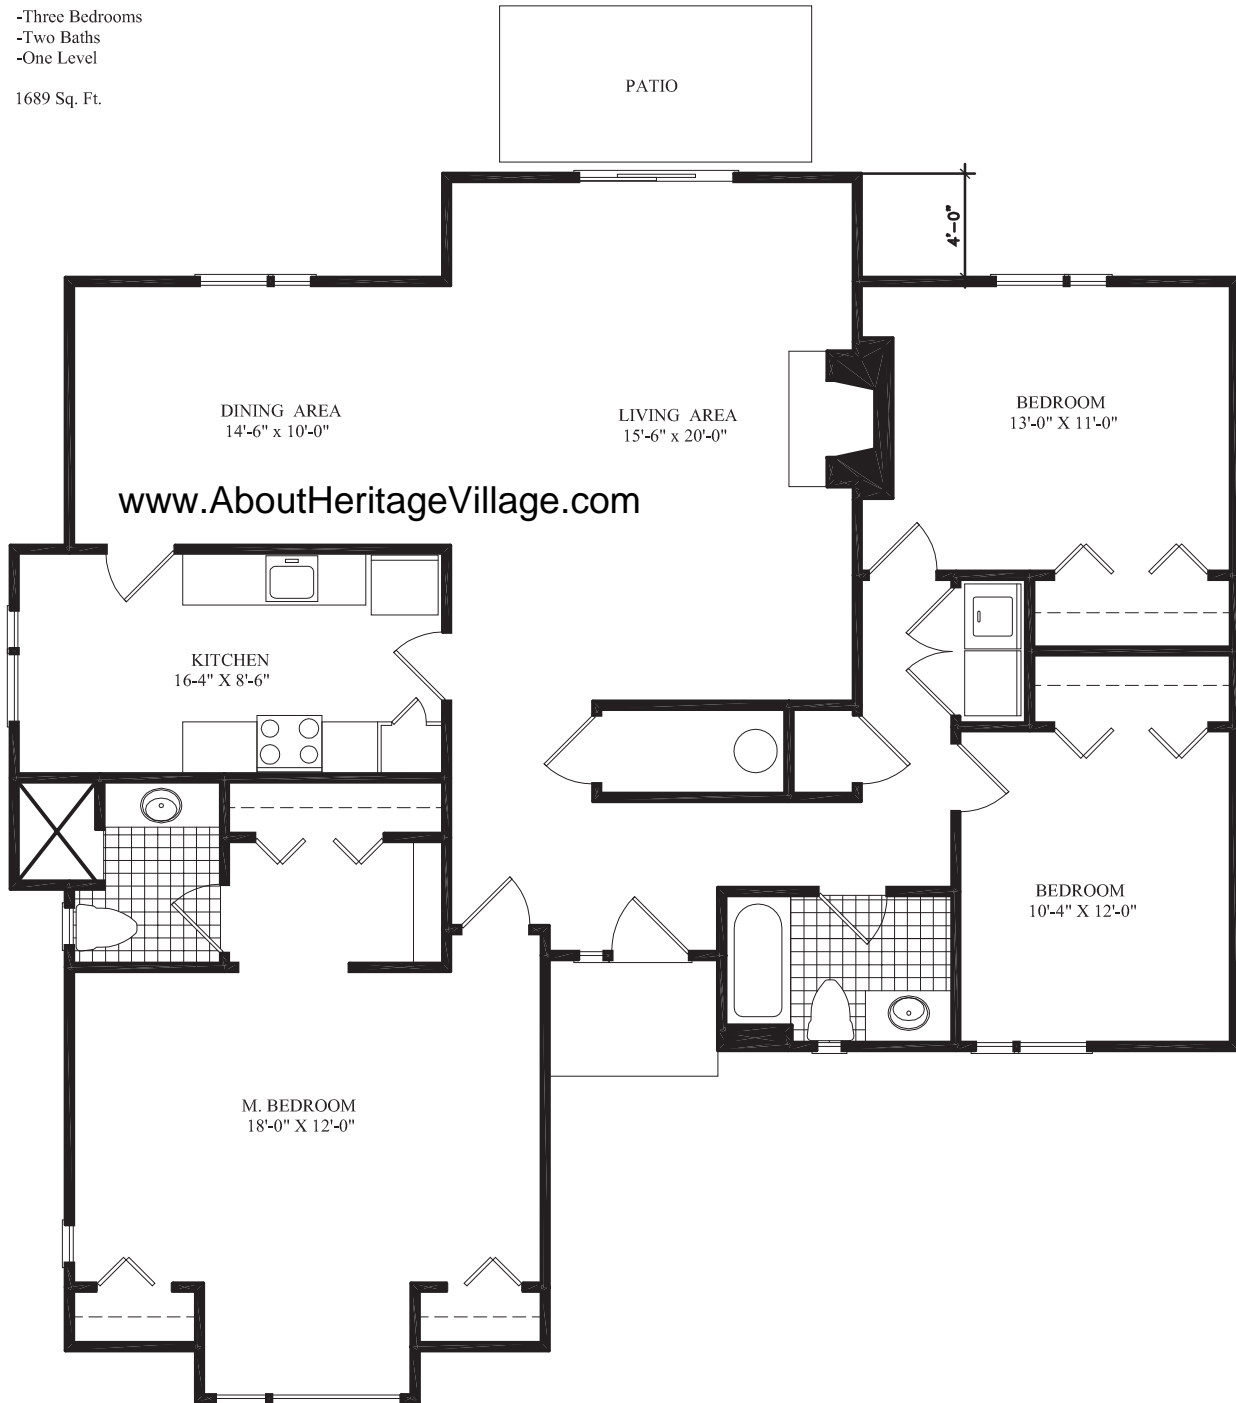 -Three Bedrooms
-Two Baths
-One Level
1689 Sq. Ft.
PATIO
4'-0"
DINING AREA
14'-6" x 10'-0"
LIVING AREA
15'-6" x 20'-0"
BEDROOM
13'-0" X 11'-0"
www.AboutHeritageVillage.com
KITCHEN
16-4" X 8'-6"
BEDROOM
10'-4" X 12'-0"
M. BEDROOM
18'-0" X 12'-0"